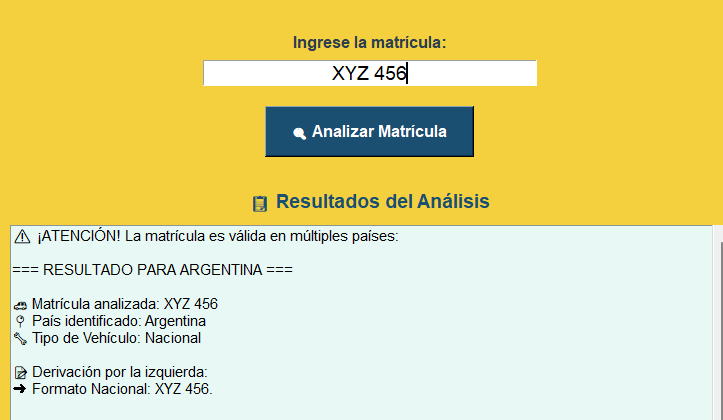 Ingrese la matrícula:
XYZ 456
Analizar Matrícula
Resultados del Análisis
¡ATENCIÓN! La matrícula es válida en múltiples países:
=== RESULTADO PARA ARGENTINA ===
Matrícula analizada: XYZ 456
País identificado: Argentina
Tipo de Vehículo: Nacional
Derivación por la izquierda:
➜ Formato Nacional: XYZ 456.